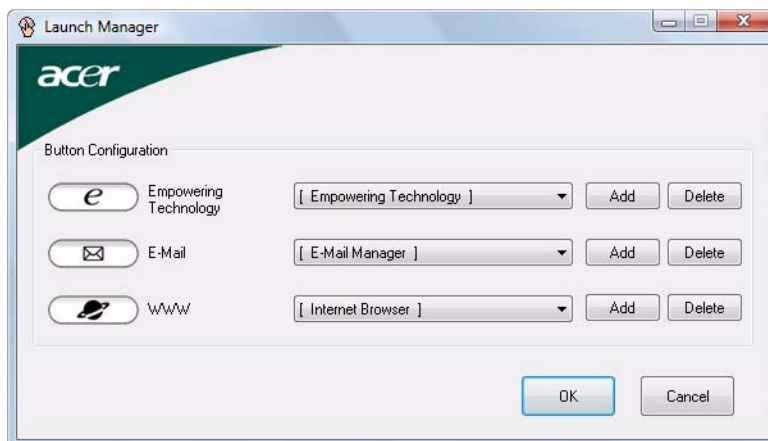 Launch Manager
acer
Button Configuration
e Empowering Technology [ Empowering Technology ] Add Delete
E-Mail [ E-Mail Manager ] Add Delete
WWW [ Internet Browser ] Add Delete
OK Cancel